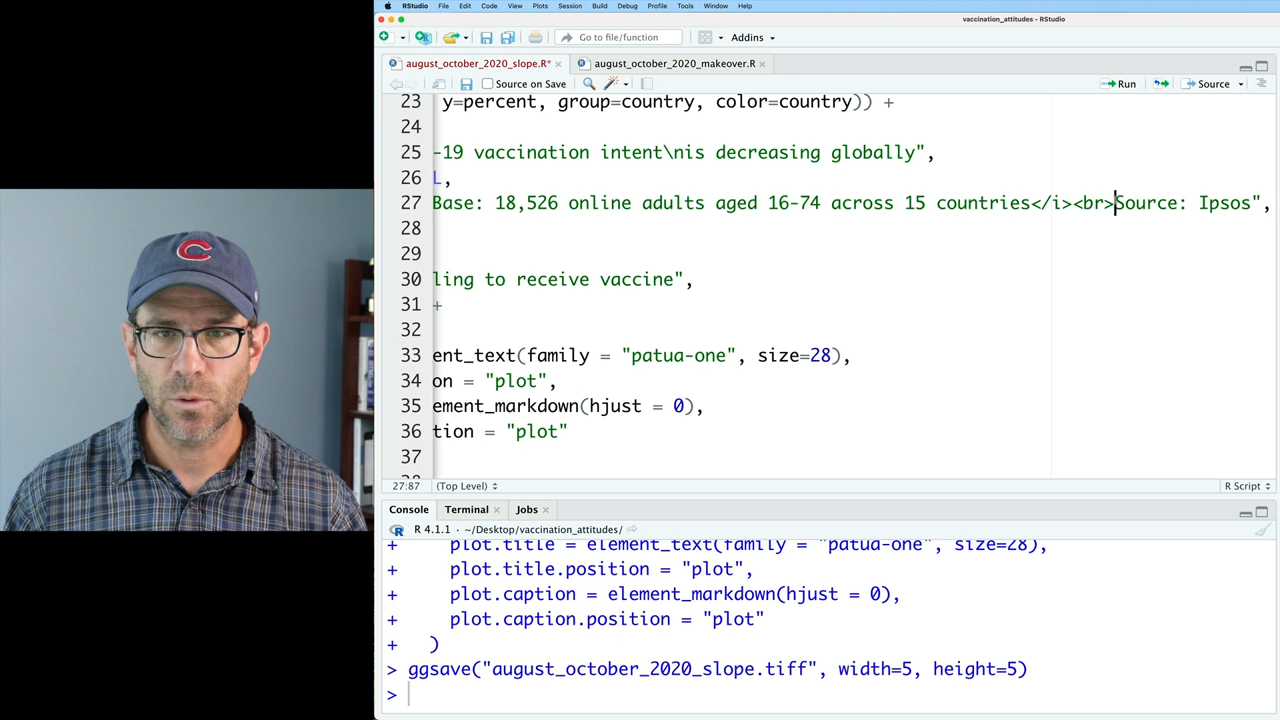 RStudio File Edit Code View Plots Session Build Debug Profile Tools Window Help
vaccination_attitudes - RStudio
Go to file/function Addins
august_october_2020_slope.R* august_october_2020_makeover.R
Source on Save Run Source
23 y=percent, group=country, color=country)) +
24
25 -19 vaccination intent\nis decreasing globally",
26 L,
27 Base: 18,526 online adults aged 16-74 across 15 countries</i><br>Source: Ipsos",
28
29
30 ling to receive vaccine",
31 +
32
33 ent_text(family = "patua-one", size=28),
34 on = "plot",
35 ement_markdown(hjust = 0),
36 tion = "plot"
37
27:87 (Top Level) R Script
Console Terminal Jobs
R 4.1.1 · ~/Desktop/vaccination_attitudes/
+ plot.title = element_text(family = "patua-one", size=28),
+ plot.title.position = "plot",
+ plot.caption = element_markdown(hjust = 0),
+ plot.caption.position = "plot"
+ )
> ggsave("august_october_2020_slope.tiff", width=5, height=5)
>